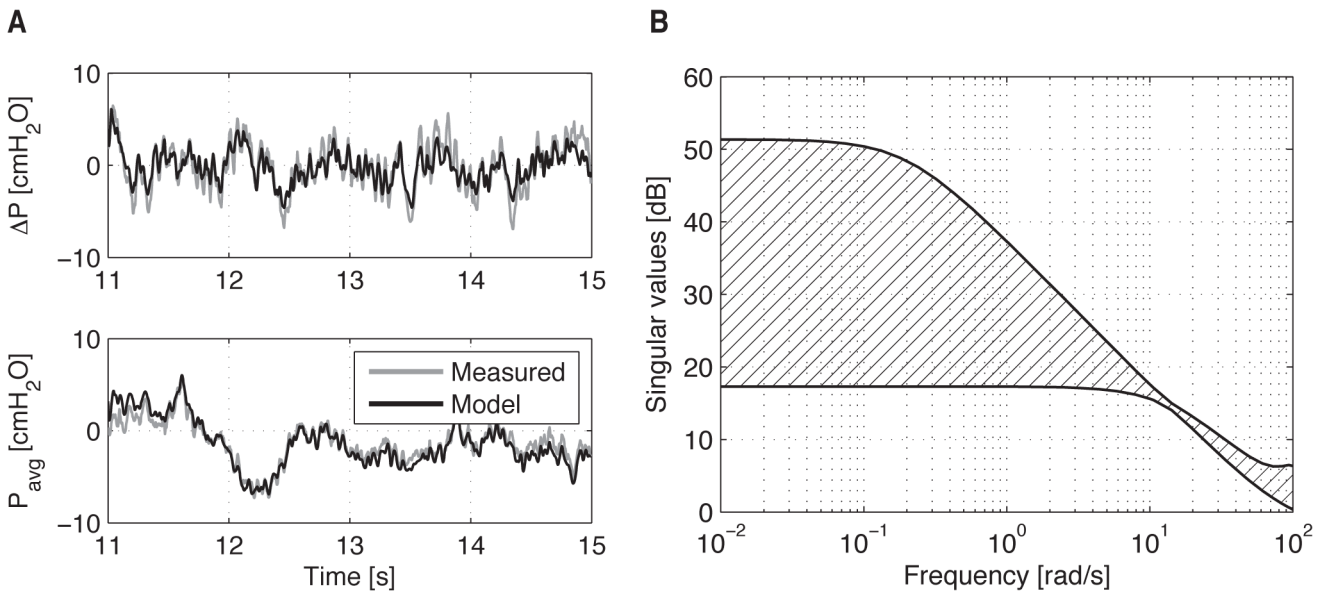 A
ΔP [cmH2O]
10
0
−10
11 12 13 14 15
Pavg [cmH2O]
10
0
−10
Measured
Model
11 12 13 14 15
Time [s]
B
Singular values [dB]
60
50
40
30
20
10
0
10−2 10−1 100 101 102
Frequency [rad/s]